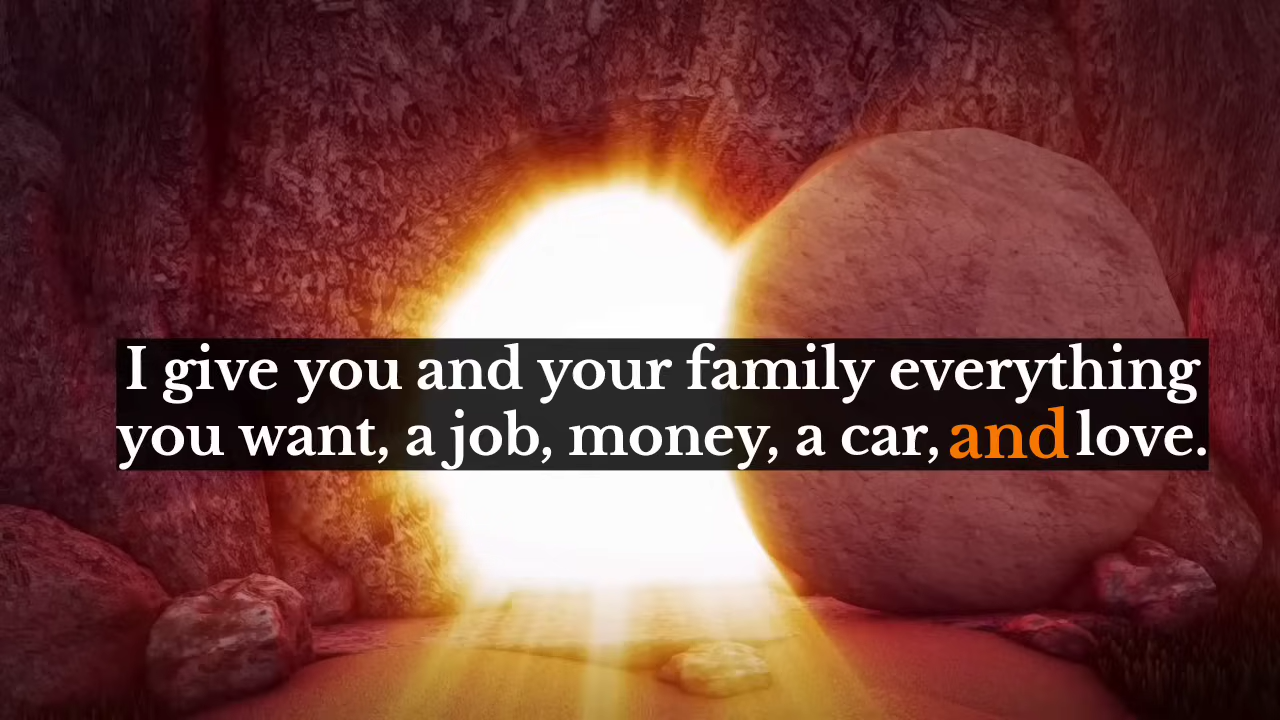 I give you and your family everything
you want, a job, money, a car, and love.